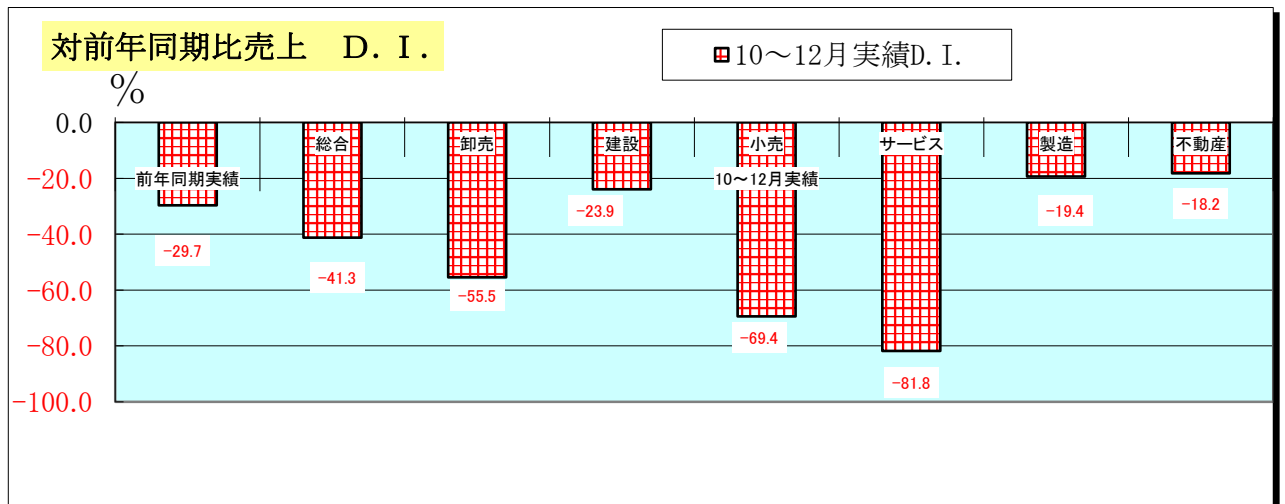 対前年同期比売上　D．I．
10～12月実績D.I.
%
0.0
-20.0
-40.0
-60.0
-80.0
-100.0
総合
卸売
建設
小売
サービス
製造
不動産
前年同期実績
10～12月実績
-29.7
-41.3
-55.5
-23.9
-69.4
-81.8
-19.4
-18.2